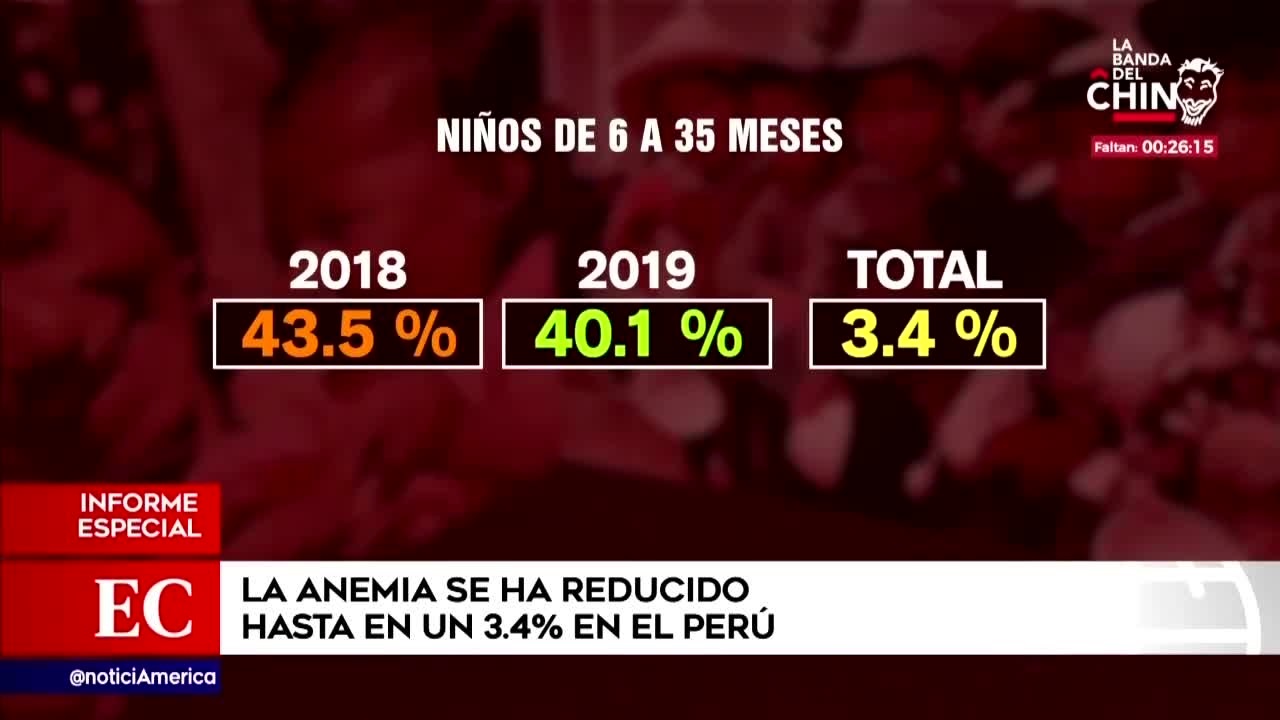 LA
BANDA
DEL
CHINO
Faltan: 00:26:15
NIÑOS DE 6 A 35 MESES
2018 2019 TOTAL
43.5 % 40.1 % 3.4 %
INFORME
ESPECIAL
EC
LA ANEMIA SE HA REDUCIDO
HASTA EN UN 3.4% EN EL PERÚ
@noticiAmerica